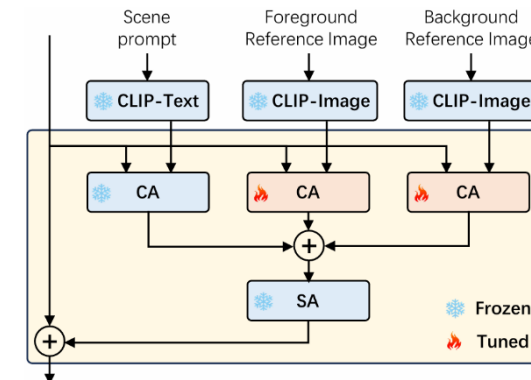 Scene
prompt
Foreground
Reference Image
Background
Reference Image
CLIP-Text
CLIP-Image
CLIP-Image
CA
CA
CA
+
SA
Frozen
+
Tuned